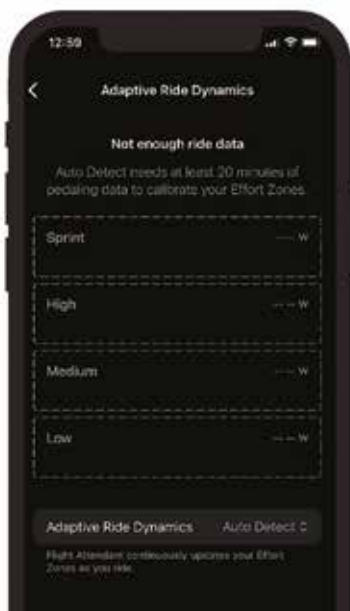 12:59
Adaptive Ride Dynamics
Not enough ride data
Auto Detect needs at least 20 minutes of
pedaling data to calibrate your Effort Zones.
Sprint --- W
High --- W
Medium --- W
Low --- W
Adaptive Ride Dynamics Auto Detect
Flight Attendant continuously updates your Effort
Zones as you ride.